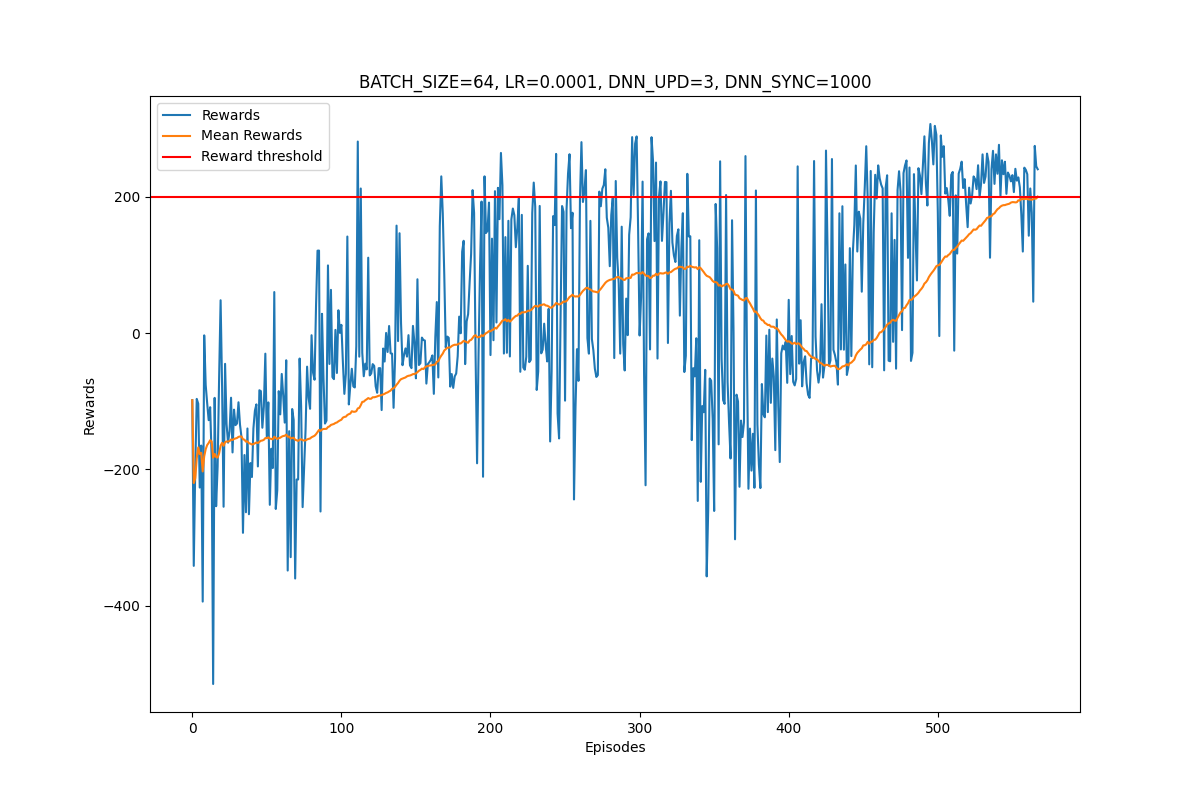 BATCH_SIZE=64, LR=0.0001, DNN_UPD=3, DNN_SYNC=1000
Rewards
Mean Rewards
Reward threshold
200
0
−200
−400
Rewards
0
100
200
300
400
500
Episodes